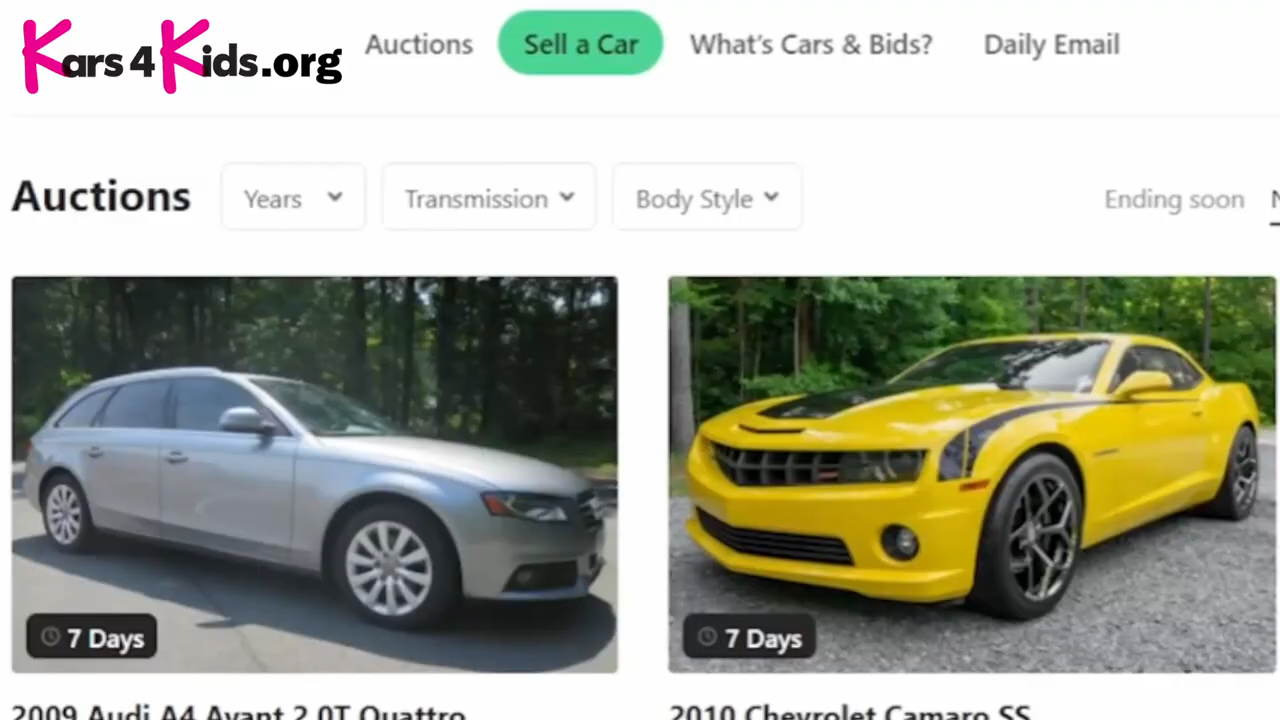 Kars4Kids.org
Auctions
Sell a Car
What's Cars & Bids?
Daily Email
Auctions
Years
Transmission
Body Style
Ending soon
7 Days
7 Days
2009 Audi A4 Avant 2.0T Quattro
2010 Chevrolet Camaro SS